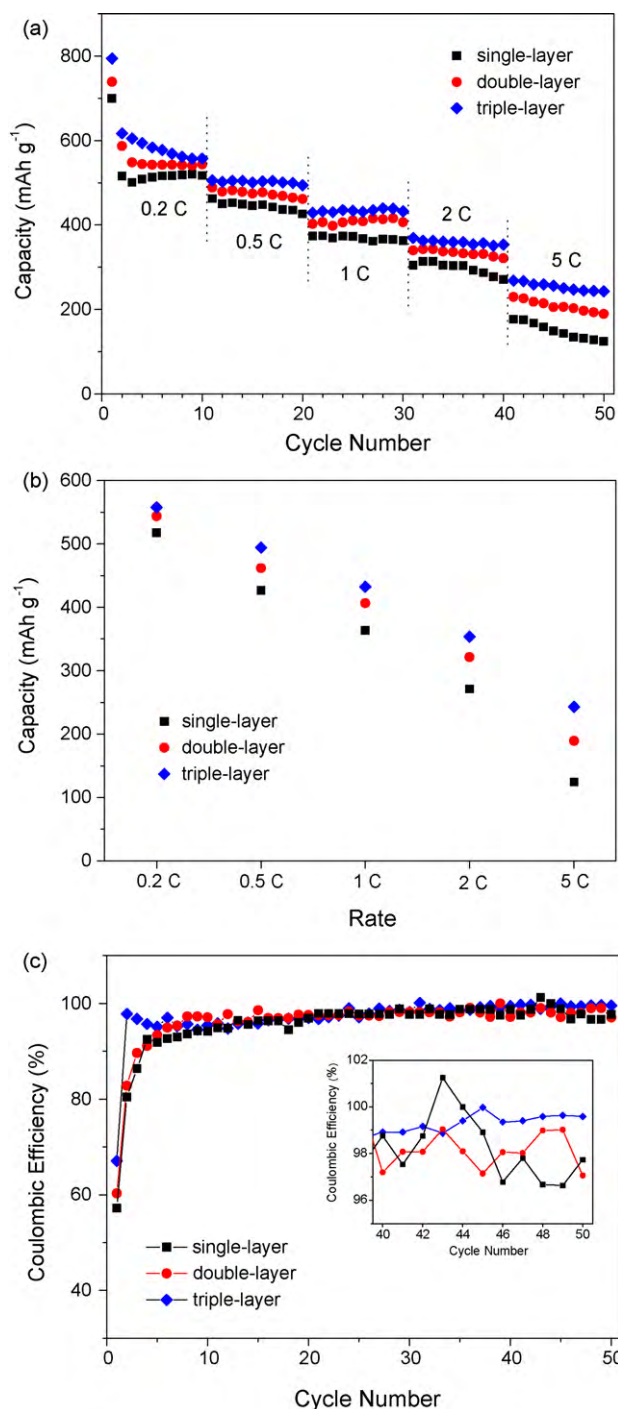 (a)
800
600
400
200
0
Capacity (mAh g⁻¹)
single-layer
double-layer
triple-layer
0.2 C
0.5 C
1 C
2 C
5 C
0 10 20 30 40 50
Cycle Number
(b)
600
500
400
300
200
100
0
Capacity (mAh g⁻¹)
single-layer
double-layer
triple-layer
0.2 C 0.5 C 1 C 2 C 5 C
Rate
(c)
120
100
80
60
40
Coulombic Efficiency (%)
single-layer
double-layer
triple-layer
Coulombic Efficiency (%)
102
100
98
96
40 42 44 46 48 50
Cycle Number
0 10 20 30 40 50
Cycle Number